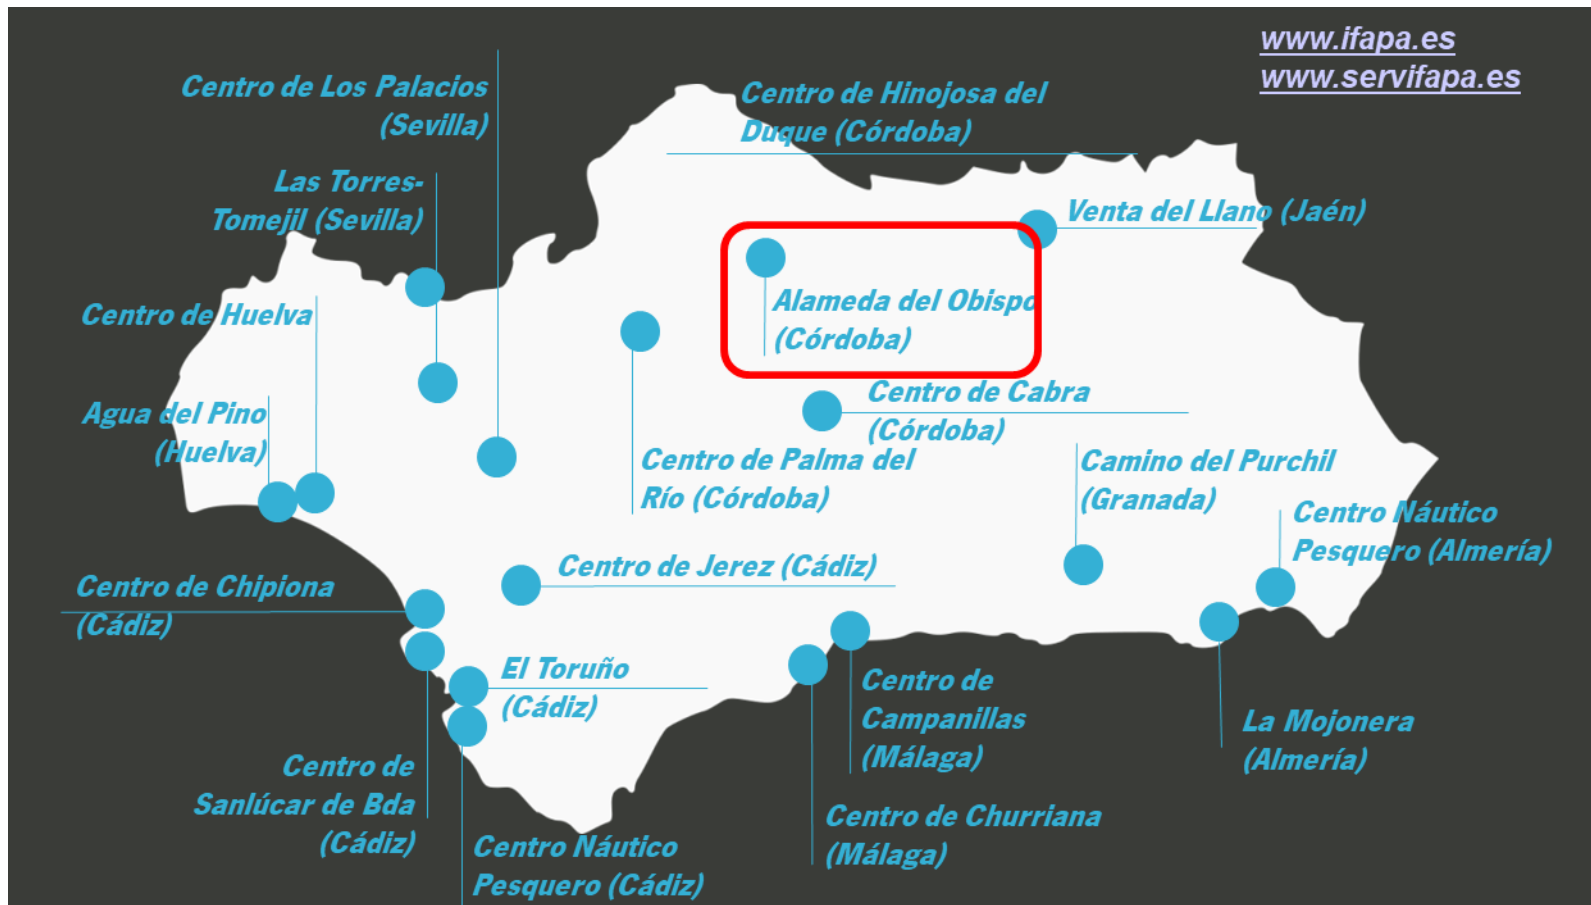 www.ifapa.es
www.servifapa.es
Centro de Los Palacios
(Sevilla)
Centro de Hinojosa del
Duque (Córdoba)
Las Torres-
Tomejil (Sevilla)
Venta del Llano (Jaén)
Centro de Huelva
Alameda del Obispo
(Córdoba)
Agua del Pino
(Huelva)
Centro de Cabra
(Córdoba)
Centro de Palma del
Río (Córdoba)
Camino del Purchil
(Granada)
Centro Náutico
Pesquero (Almería)
Centro de Jerez (Cádiz)
Centro de Chipiona
(Cádiz)
El Toruño
(Cádiz)
Centro de
Campanillas
(Málaga)
La Mojonera
(Almería)
Centro de
Sanlúcar de Bda
(Cádiz)
Centro de Churriana
(Málaga)
Centro Náutico
Pesquero (Cádiz)